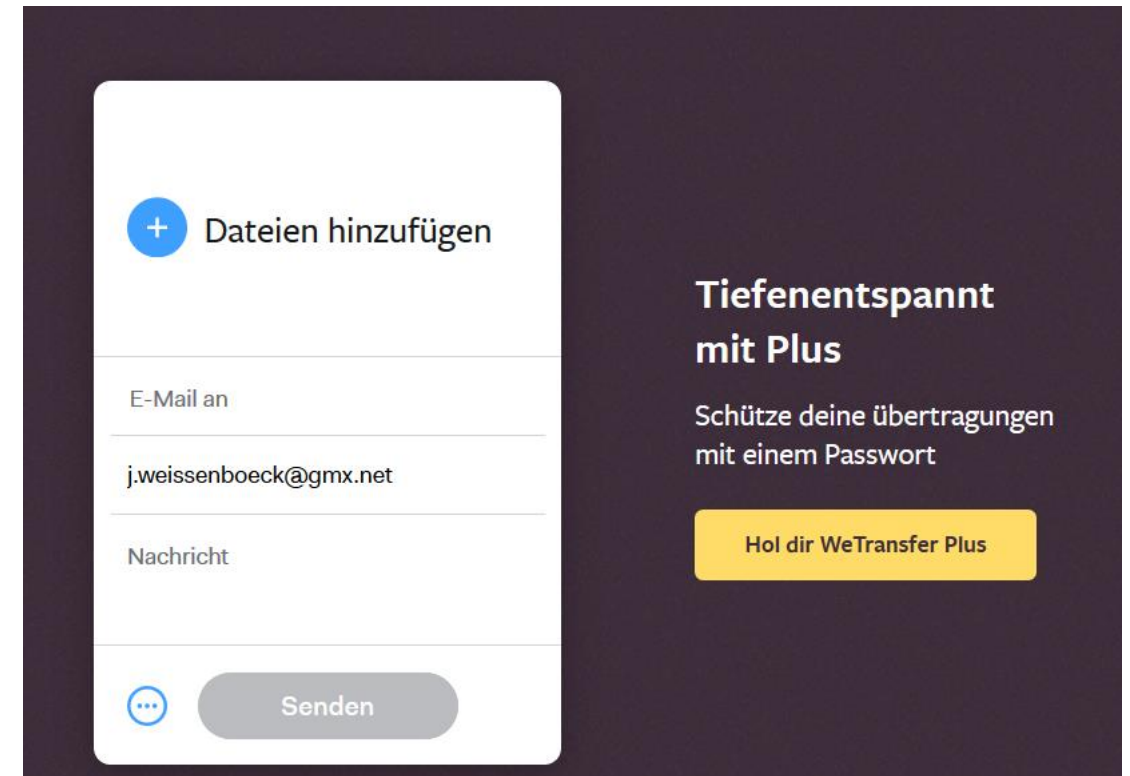 Dateien hinzufügen
E-Mail an
j.weissenboeck@gmx.net
Nachricht
Senden
Tiefenentspannt
mit Plus
Schütze deine übertragungen
mit einem Passwort
Hol dir WeTransfer Plus